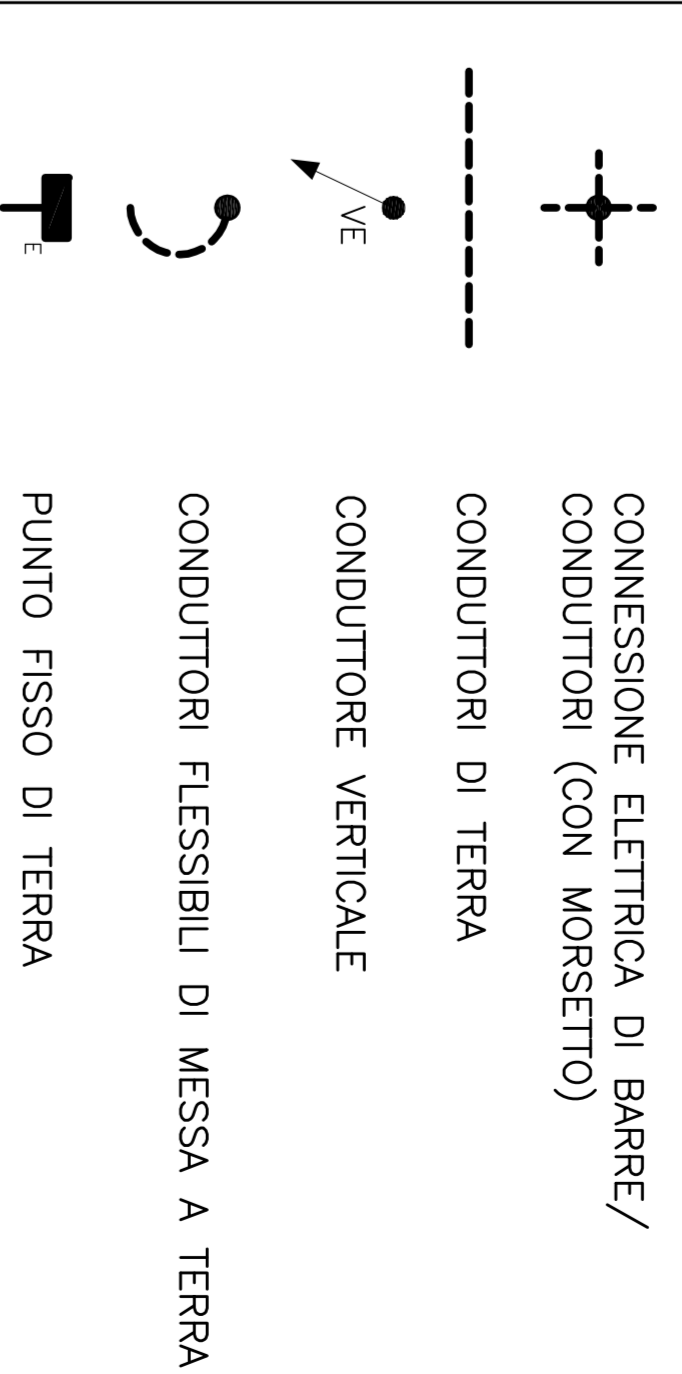 CONNESSIONE ELETTRICA DI BARRE/
CONDUTTORI (CON MORSETTO)
CONDUTTORI DI TERRA
VE
CONDUTTORE VERTICALE
CONDUTTORI FLESSIBILI DI MESSA A TERRA
E
PUNTO FISSO DI TERRA